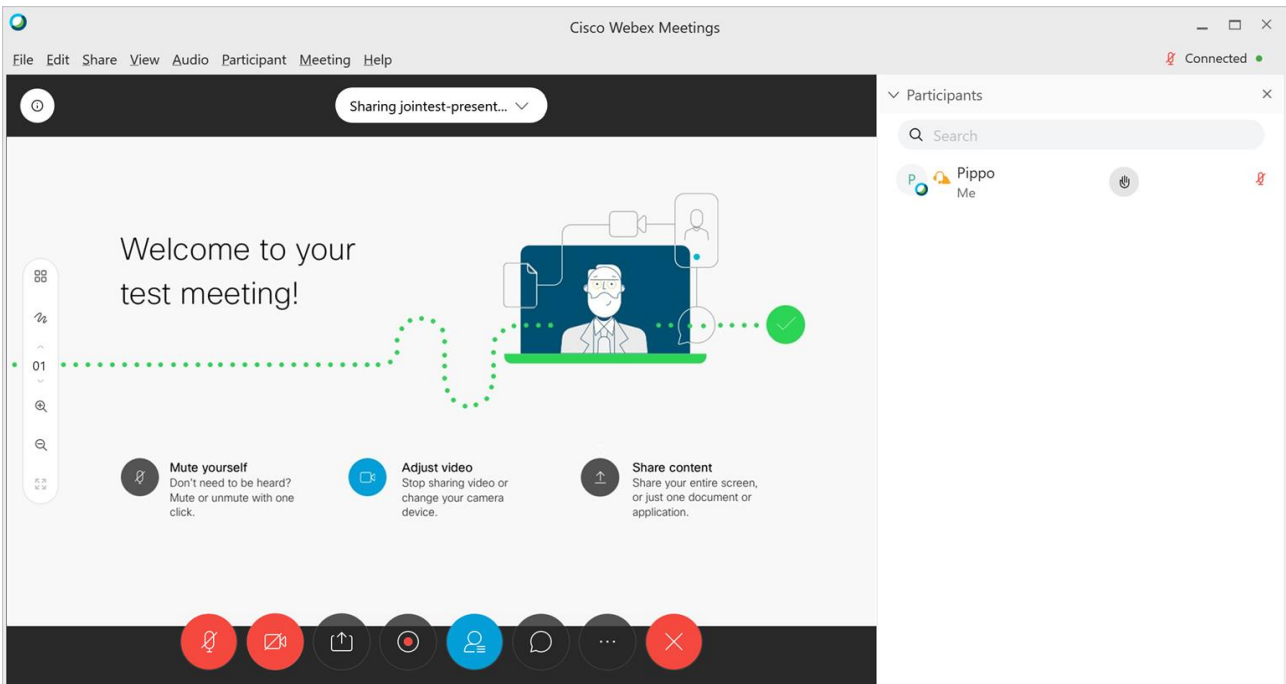 Cisco Webex Meetings
File Edit Share View Audio Participant Meeting Help
Connected
Sharing jointest-present...
Participants
Search
P
Pippo
Me
Welcome to your
test meeting!
01
Mute yourself
Don't need to be heard?
Mute or unmute with one
click.
Adjust video
Stop sharing video or
change your camera
device.
Share content
Share your entire screen,
or just one document or
application.